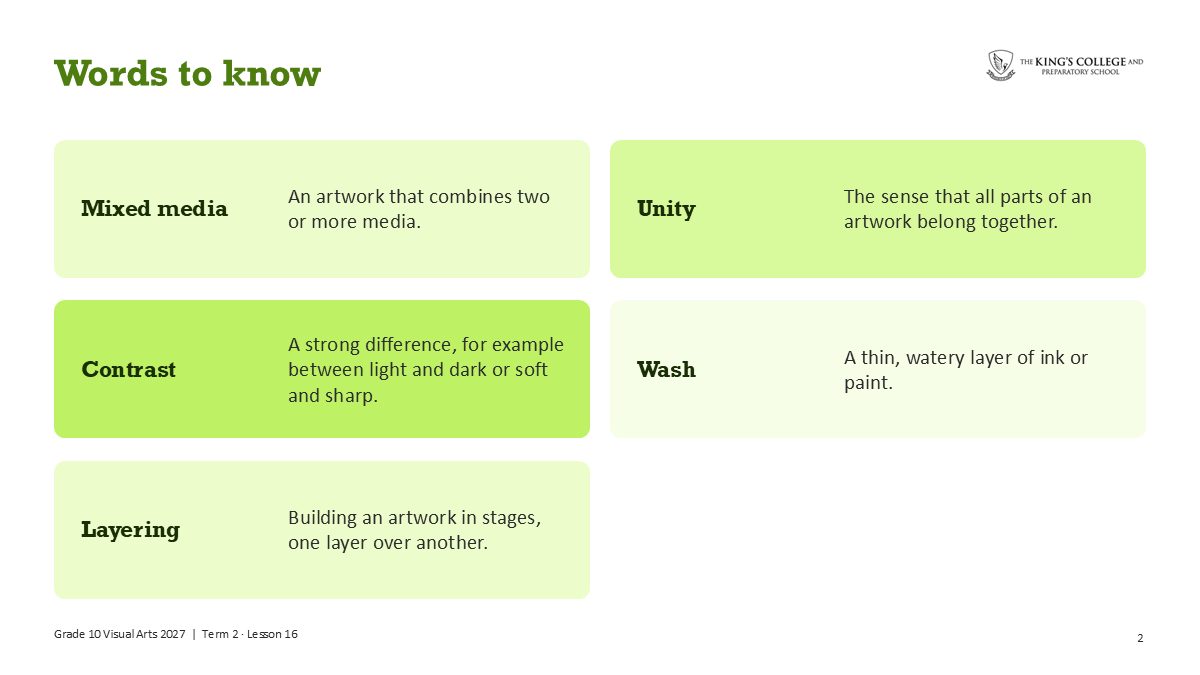 Words to know
THE KING'S COLLEGE AND
PREPARATORY SCHOOL
Mixed media
An artwork that combines two
or more media.
Unity
The sense that all parts of an
artwork belong together.
Contrast
A strong difference, for example
between light and dark or soft
and sharp.
Wash
A thin, watery layer of ink or
paint.
Layering
Building an artwork in stages,
one layer over another.
Grade 10 Visual Arts 2027 | Term 2 · Lesson 16
2